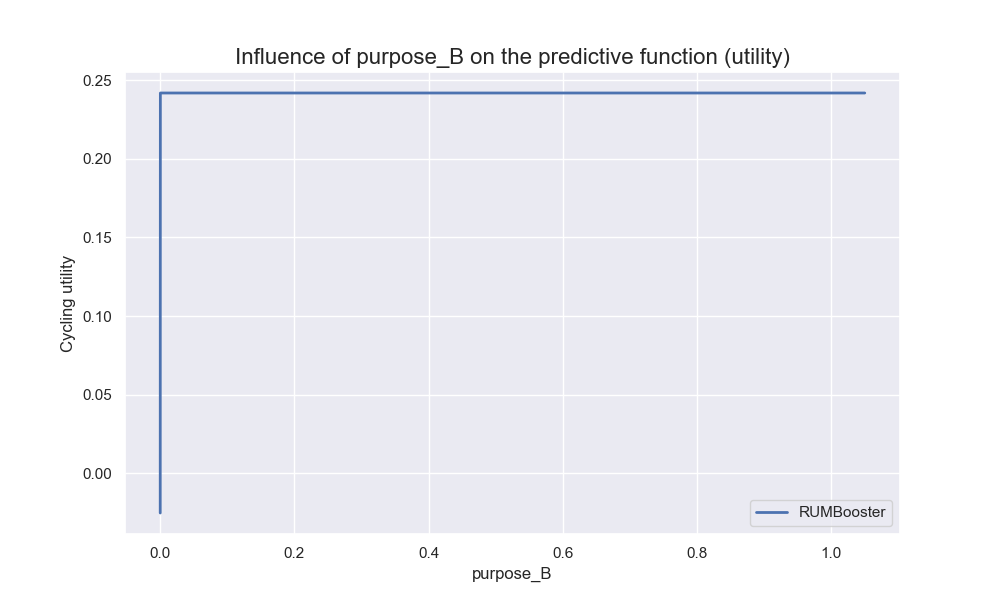 Influence of purpose_B on the predictive function (utility)
0.25
0.20
0.15
0.10
0.05
0.00
Cycling utility
RUMBooster
0.0 0.2 0.4 0.6 0.8 1.0
purpose_B